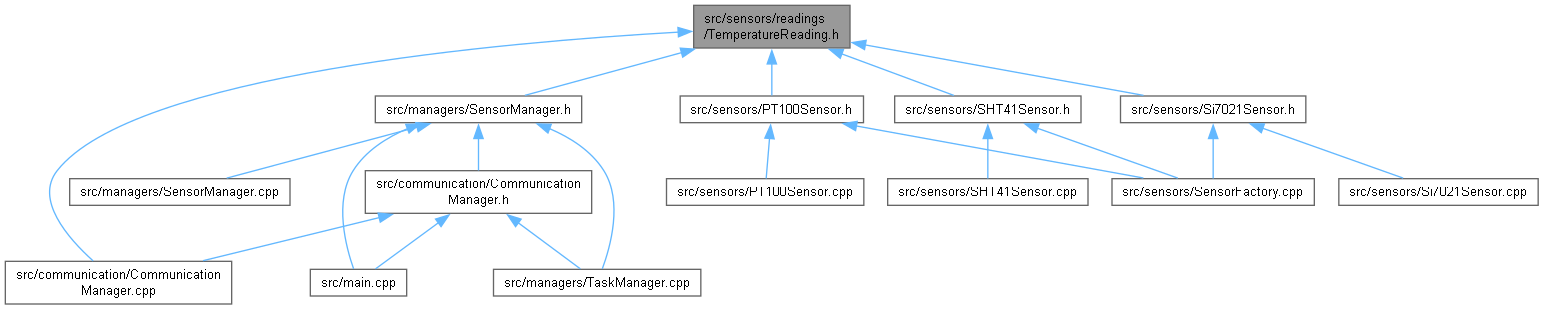 src/sensors/readings
/TemperatureReading.h
src/managers/SensorManager.h
src/sensors/PT100Sensor.h
src/sensors/SHT41Sensor.h
src/sensors/Si7021Sensor.h
src/managers/SensorManager.cpp
src/communication/Communication
Manager.h
src/sensors/PT100Sensor.cpp
src/sensors/SHT41Sensor.cpp
src/sensors/SensorFactory.cpp
src/sensors/Si7021Sensor.cpp
src/communication/Communication
Manager.cpp
src/main.cpp
src/managers/TaskManager.cpp